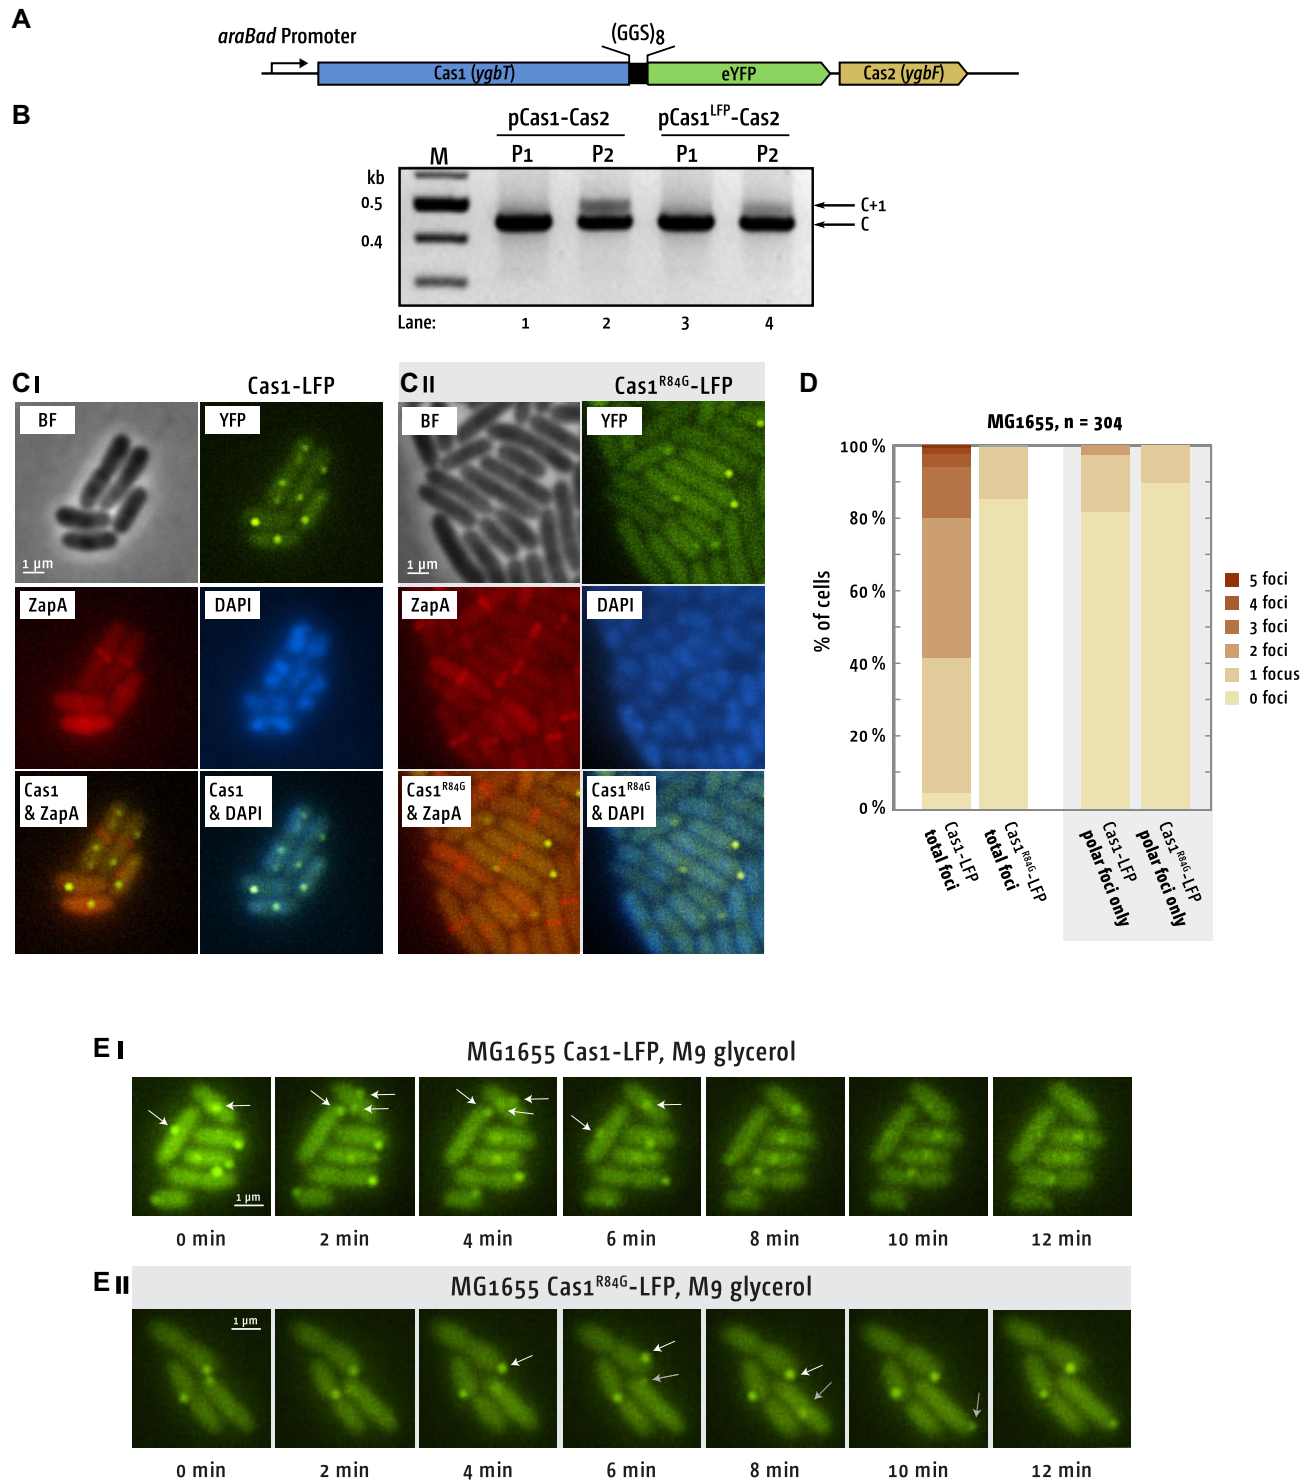 A
araBad Promoter
(GGS)8
Cas1 (ygbT)
eYFP
Cas2 (ygbF)
B
pCas1-Cas2
pCas1LFP-Cas2
M
P1
P2
P1
P2
kb
0.5
0.4
C+1
C
Lane:
1
2
3
4
C I
Cas1-LFP
BF
YFP
1 µm
ZapA
DAPI
Cas1
& ZapA
Cas1
& DAPI
C II
Cas1R84G-LFP
BF
YFP
1 µm
ZapA
DAPI
Cas1R84G
& ZapA
Cas1R84G
& DAPI
D
MG1655, n = 304
% of cells
100 %
80 %
60 %
40 %
20 %
0 %
5 foci
4 foci
3 foci
2 foci
1 focus
0 foci
Cas1-LFP
total foci
Cas1R84G-LFP
total foci
Cas1-LFP
polar foci only
Cas1R84G-LFP
polar foci only
E I
MG1655 Cas1-LFP, M9 glycerol
1 µm
0 min
2 min
4 min
6 min
8 min
10 min
12 min
E II
MG1655 Cas1R84G-LFP, M9 glycerol
1 µm
0 min
2 min
4 min
6 min
8 min
10 min
12 min